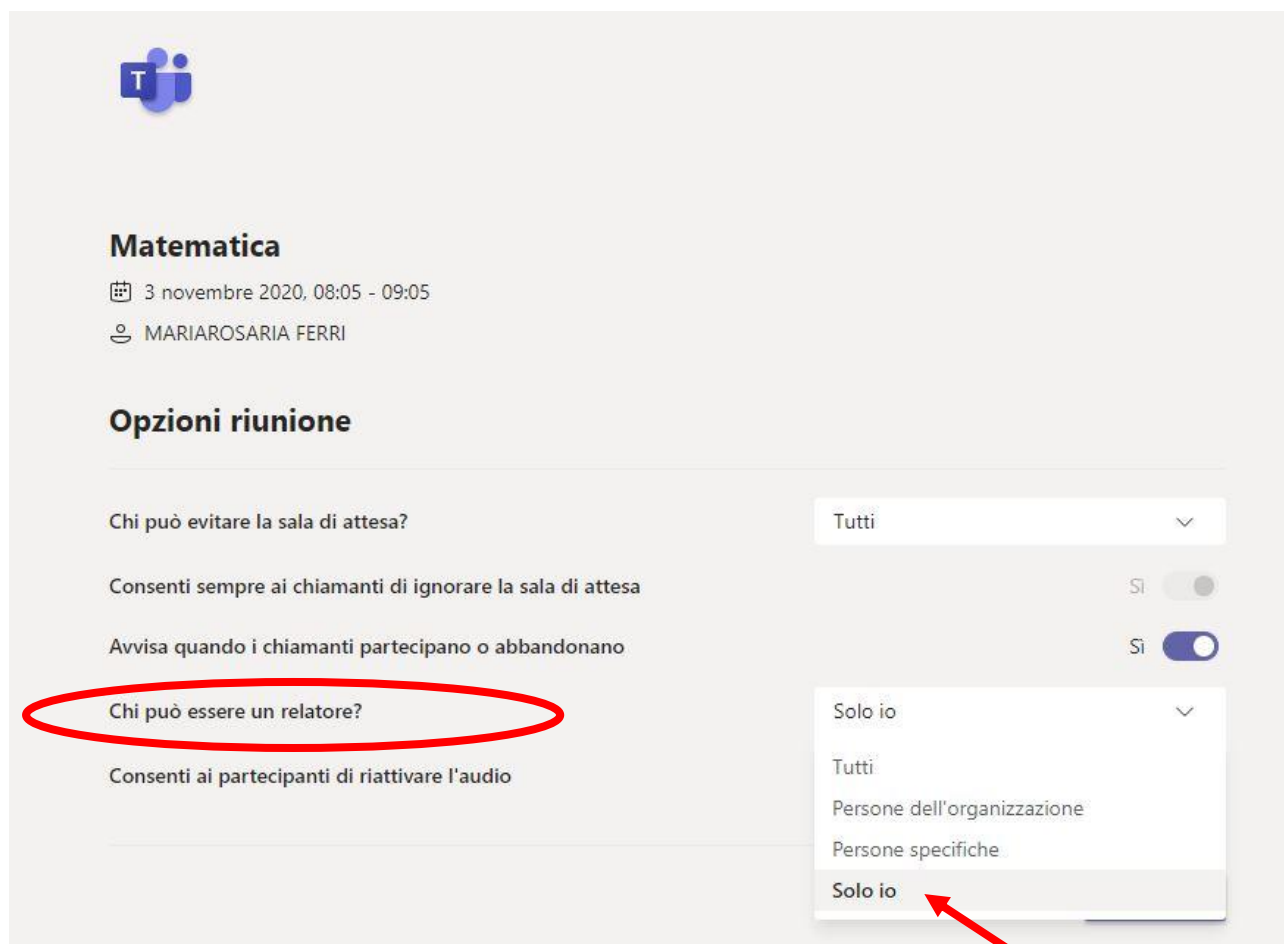 T
Matematica
3 novembre 2020, 08:05 - 09:05
MARIAROSARIA FERRI
Opzioni riunione
Chi può evitare la sala di attesa? Tutti
Consenti sempre ai chiamanti di ignorare la sala di attesa Sì
Avvisa quando i chiamanti partecipano o abbandonano Sì
Chi può essere un relatore? Solo io
Consenti ai partecipanti di riattivare l'audio
Tutti
Persone dell'organizzazione
Persone specifiche
Solo io